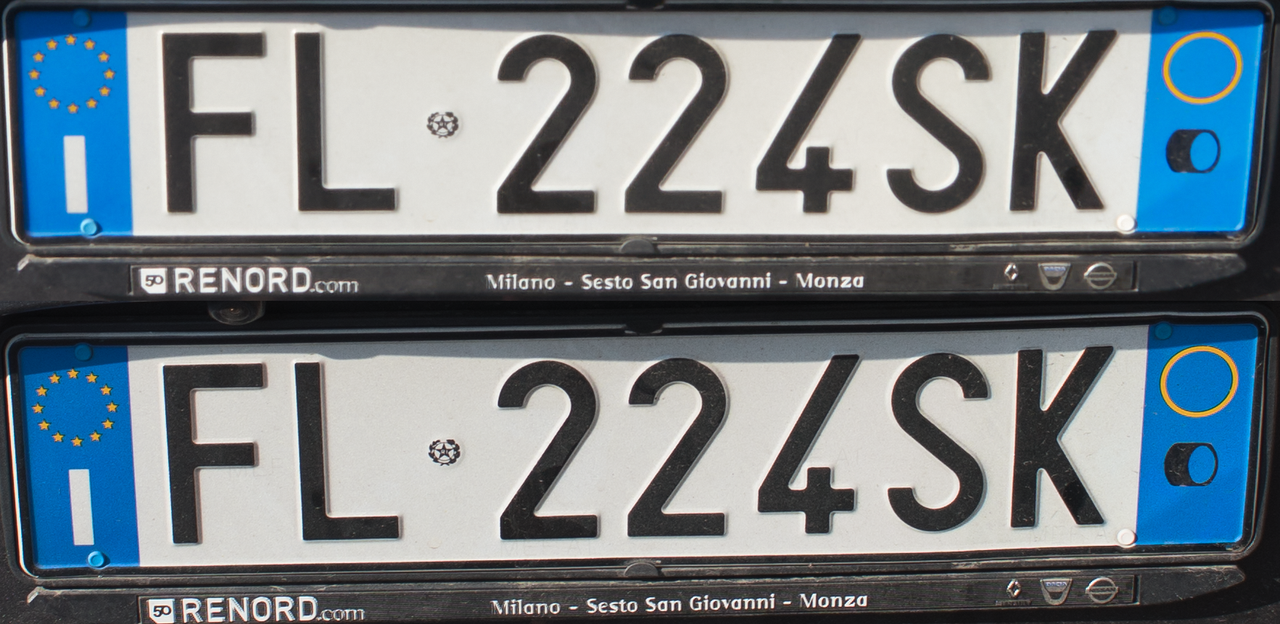 I FL 224SK
50 RENORD.com Milano - Sesto San Giovanni - Monza
I FL 224SK
50 RENORD.com Milano - Sesto San Giovanni - Monza